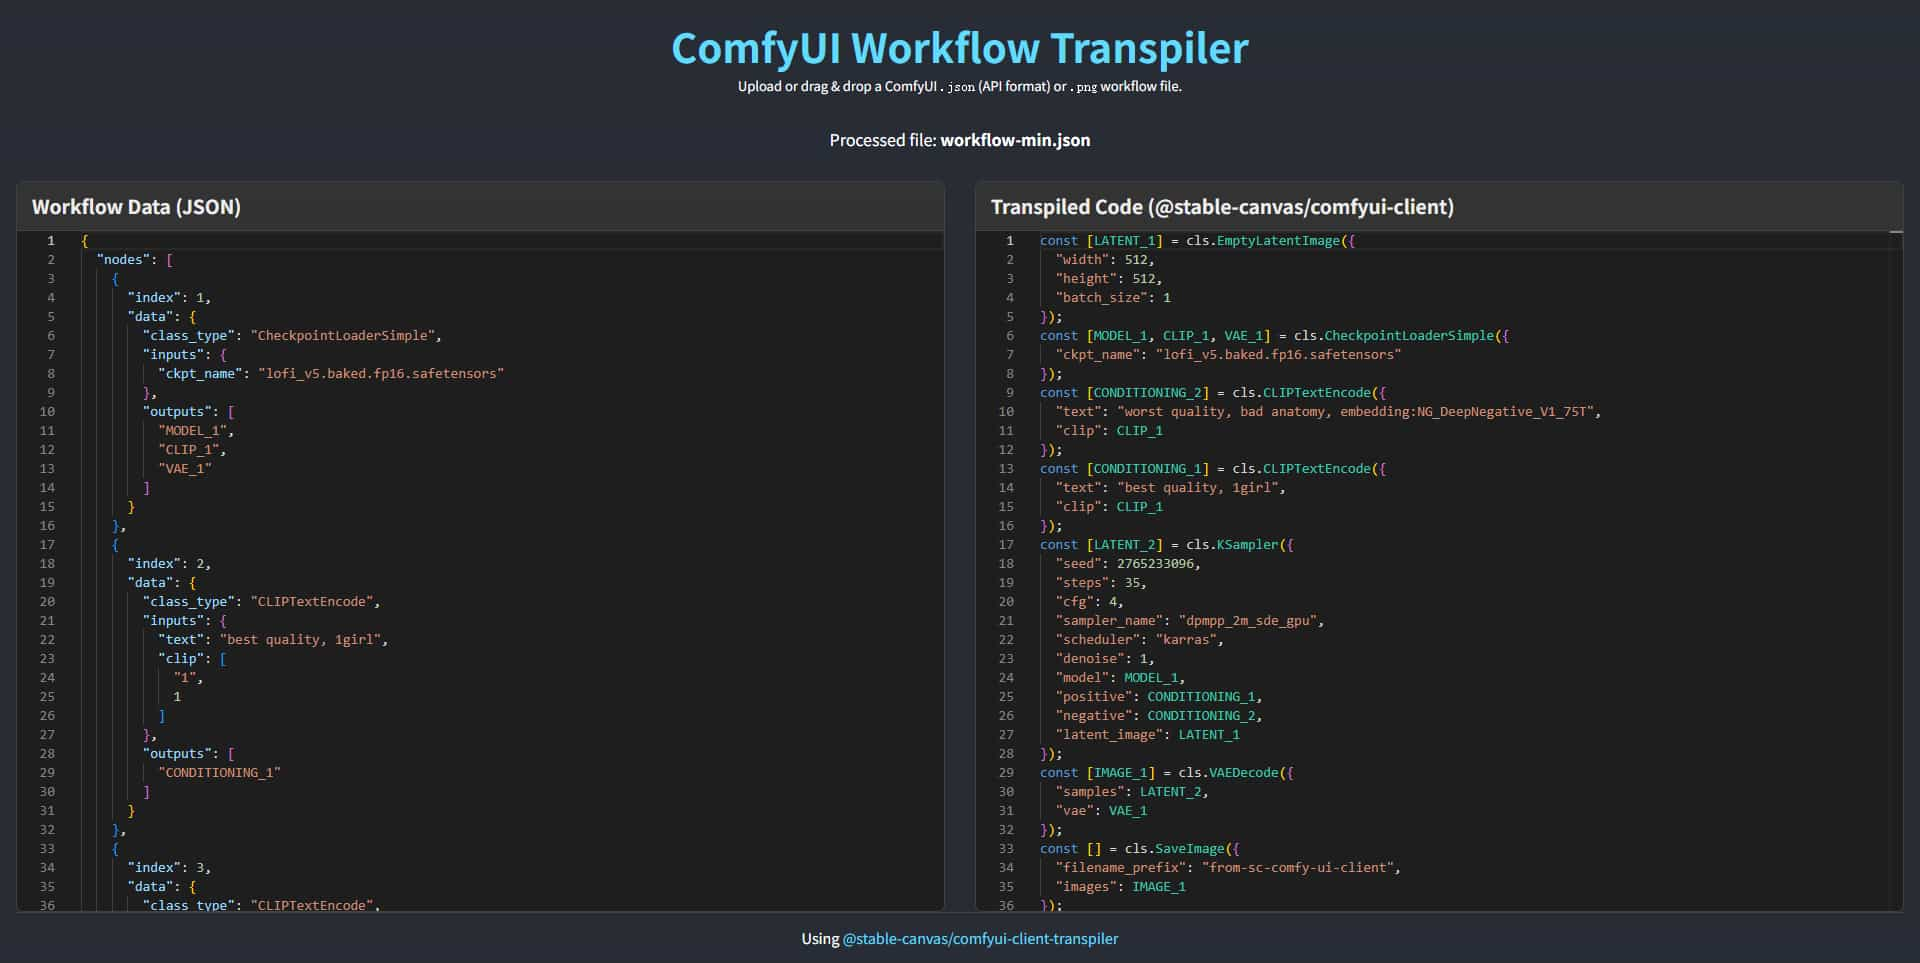 ComfyUI Workflow Transpiler
Upload or drag & drop a ComfyUI .json (API format) or .png workflow file.
Processed file: workflow-min.json
Workflow Data (JSON)
1 {
2 "nodes": [
3 {
4 "index": 1,
5 "data": {
6 "class_type": "CheckpointLoaderSimple",
7 "inputs": {
8 "ckpt_name": "lofi_v5.baked.fp16.safetensors"
9 },
10 "outputs": [
11 "MODEL_1",
12 "CLIP_1",
13 "VAE_1"
14 ]
15 }
16 },
17 {
18 "index": 2,
19 "data": {
20 "class_type": "CLIPTextEncode",
21 "inputs": {
22 "text": "best quality, 1girl",
23 "clip": [
24 "1",
25 1
26 ]
27 },
28 "outputs": [
29 "CONDITIONING_1"
30 ]
31 }
32 },
33 {
34 "index": 3,
35 "data": {
36 "class_type": "CLIPTextEncode",
Transpiled Code (@stable-canvas/comfyui-client)
1 const [LATENT_1] = cls.EmptyLatentImage({
2 "width": 512,
3 "height": 512,
4 "batch_size": 1
5 });
6 const [MODEL_1, CLIP_1, VAE_1] = cls.CheckpointLoaderSimple({
7 "ckpt_name": "lofi_v5.baked.fp16.safetensors"
8 });
9 const [CONDITIONING_2] = cls.CLIPTextEncode({
10 "text": "worst quality, bad anatomy, embedding:NG_DeepNegative_V1_75T",
11 "clip": CLIP_1
12 });
13 const [CONDITIONING_1] = cls.CLIPTextEncode({
14 "text": "best quality, 1girl",
15 "clip": CLIP_1
16 });
17 const [LATENT_2] = cls.KSampler({
18 "seed": 2765233096,
19 "steps": 35,
20 "cfg": 4,
21 "sampler_name": "dpmpp_2m_sde_gpu",
22 "scheduler": "karras",
23 "denoise": 1,
24 "model": MODEL_1,
25 "positive": CONDITIONING_1,
26 "negative": CONDITIONING_2,
27 "latent_image": LATENT_1
28 });
29 const [IMAGE_1] = cls.VAEDecode({
30 "samples": LATENT_2,
31 "vae": VAE_1
32 });
33 const [] = cls.SaveImage({
34 "filename_prefix": "from-sc-comfy-ui-client",
35 "images": IMAGE_1
36 });
Using @stable-canvas/comfyui-client-transpiler